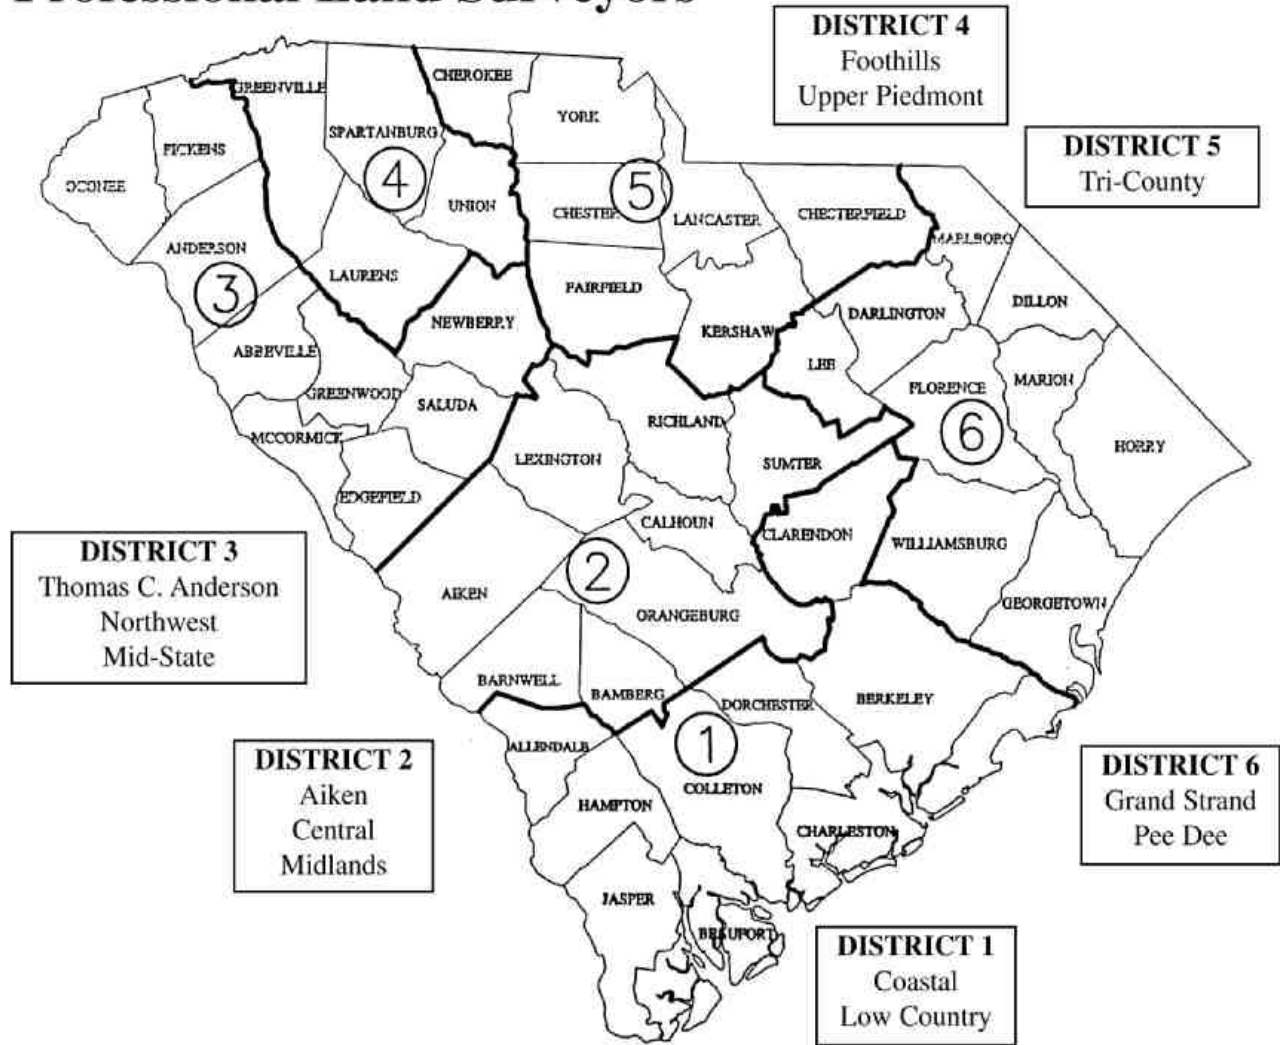 Professional Land Surveyors
DISTRICT 4
Foothills
Upper Piedmont
DISTRICT 5
Tri-County
CHEROKEE
GREENVILLE
YORK
SPARTANBURG
PICKENS
OCONEE
4
5
UNION
CHESTER
LANCASTER
CHESTERFIELD
MARLBORO
ANDERSON
LAURENS
3
FAIRFIELD
DILLON
NEWBERRY
KERSHAW
DARLINGTON
ABBEVILLE
LEE
FLORENCE
MARION
GREENWOOD
SALUDA
RICHLAND
6
MCCORMICK
LEXINGTON
SUMTER
HORRY
EDGEFIELD
CALHOUN
CLARENDON
WILLIAMSBURG
DISTRICT 3
Thomas C. Anderson
Northwest
Mid-State
2
AIKEN
ORANGEBURG
GEORGETOWN
BARNWELL
BAMBERG
DORCHESTER
BERKELEY
1
ALLENDALE
COLLETON
HAMPTON
CHARLESTON
DISTRICT 2
Aiken
Central
Midlands
DISTRICT 6
Grand Strand
Pee Dee
JASPER
BEAUFORT
DISTRICT 1
Coastal
Low Country